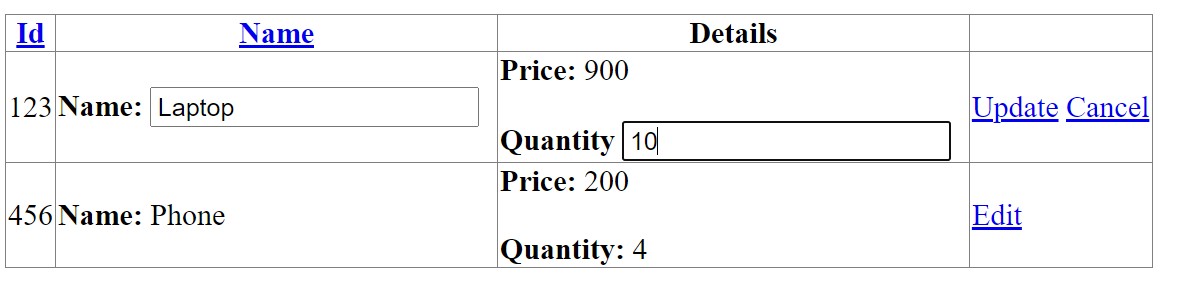 Id Name Details
Price: 900
123 Name: Laptop Update Cancel
Quantity 10
Price: 200
456 Name: Phone Edit
Quantity: 4